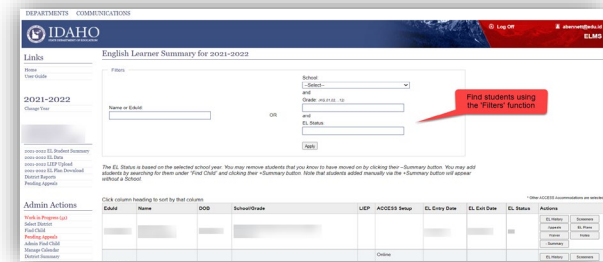 DEPARTMENTS COMMUNICATIONS
IDAHO
Log Off
ELMS
Links
Home
User Guide
2021-2022
Change Year
2021-2022 EL Student Summary
2021-2022 EL Data
2021-2022 LIEP Upload
2021-2022 EL Plan Download
District Reports
Pending Appeals
Admin Actions
Select District
Find Child
Pending Appeals
Admin Find Child
Manage Calendar
District Summary
English Learner Summary for 2021-2022
Filters
Name or EduId
OR
School
--Select--
and
Grade
and
EL Status
Apply
Find students using
the 'Filters' function
The EL Status is based on the selected school year. You may remove students that you know to have moved on by clicking their –Summary button. You may add
students by searching for them under "Find Child" and clicking their +Summary button. Note that students added manually via the +Summary button will appear
without a School.
Click column heading to sort by that column
EduId Name DOB School/Grade LIEP ACCESS Setup EL Entry Date EL Exit Date EL Status Actions
EL History Screeners
Appeals EL Plans
Waiver Notes
- Summary
Online
EL History Screeners